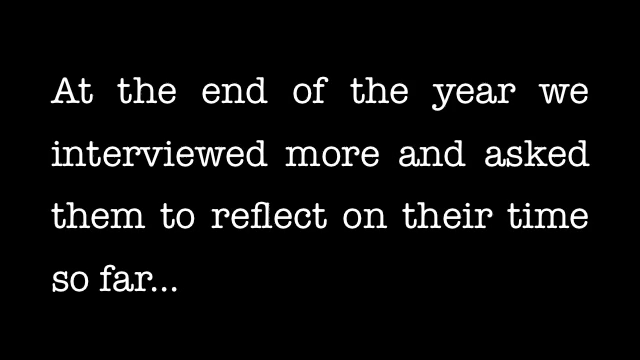 At the end of the year we
interviewed more and asked
them to reflect on their time
so far...